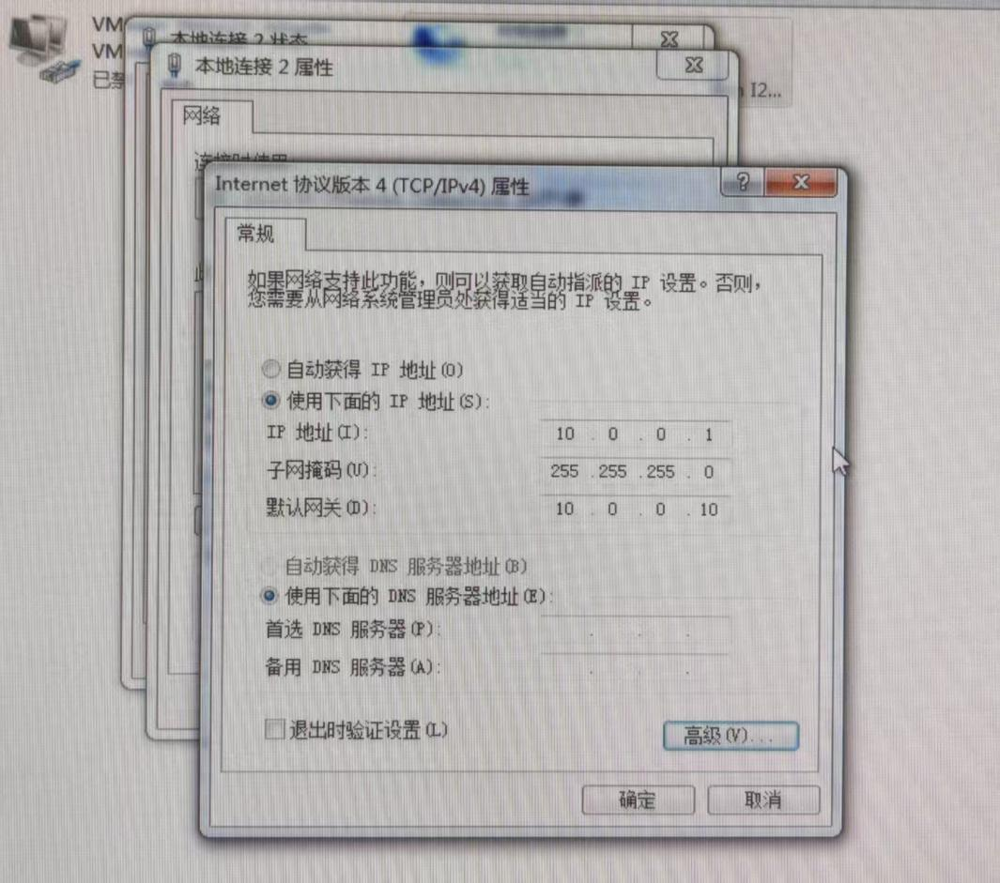 VM
VM
已禁
本地连接 2 状态
本地连接 2 属性
I2...
网络
连接时使用
Internet 协议版本 4 (TCP/IPv4) 属性
常规
如果网络支持此功能，则可以获取自动指派的 IP 设置。否则，
您需要从网络系统管理员处获得适当的 IP 设置。
自动获得 IP 地址(O)
使用下面的 IP 地址(S):
IP 地址(I): 10 . 0 . 0 . 1
子网掩码(U): 255 . 255 . 255 . 0
默认网关(D): 10 . 0 . 0 . 10
自动获得 DNS 服务器地址(B)
使用下面的 DNS 服务器地址(E):
首选 DNS 服务器(P): . . .
备用 DNS 服务器(A): . . .
退出时验证设置(L)
高级(V)...
确定 取消